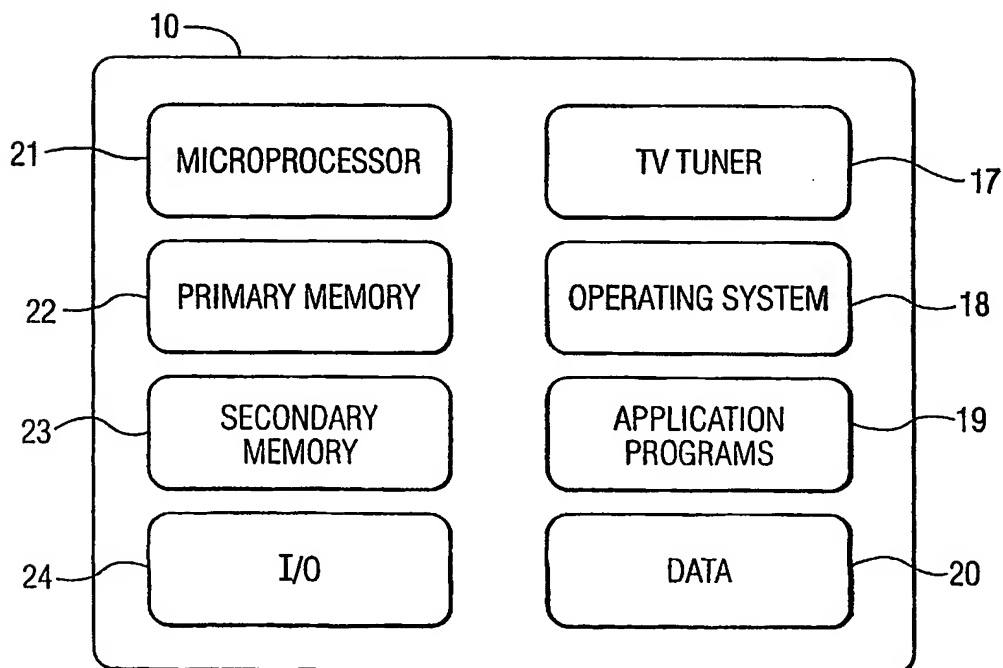 10
21
MICROPROCESSOR
TV TUNER
17
22
PRIMARY MEMORY
OPERATING SYSTEM
18
23
SECONDARY
MEMORY
APPLICATION
PROGRAMS
19
24
I/O
DATA
20